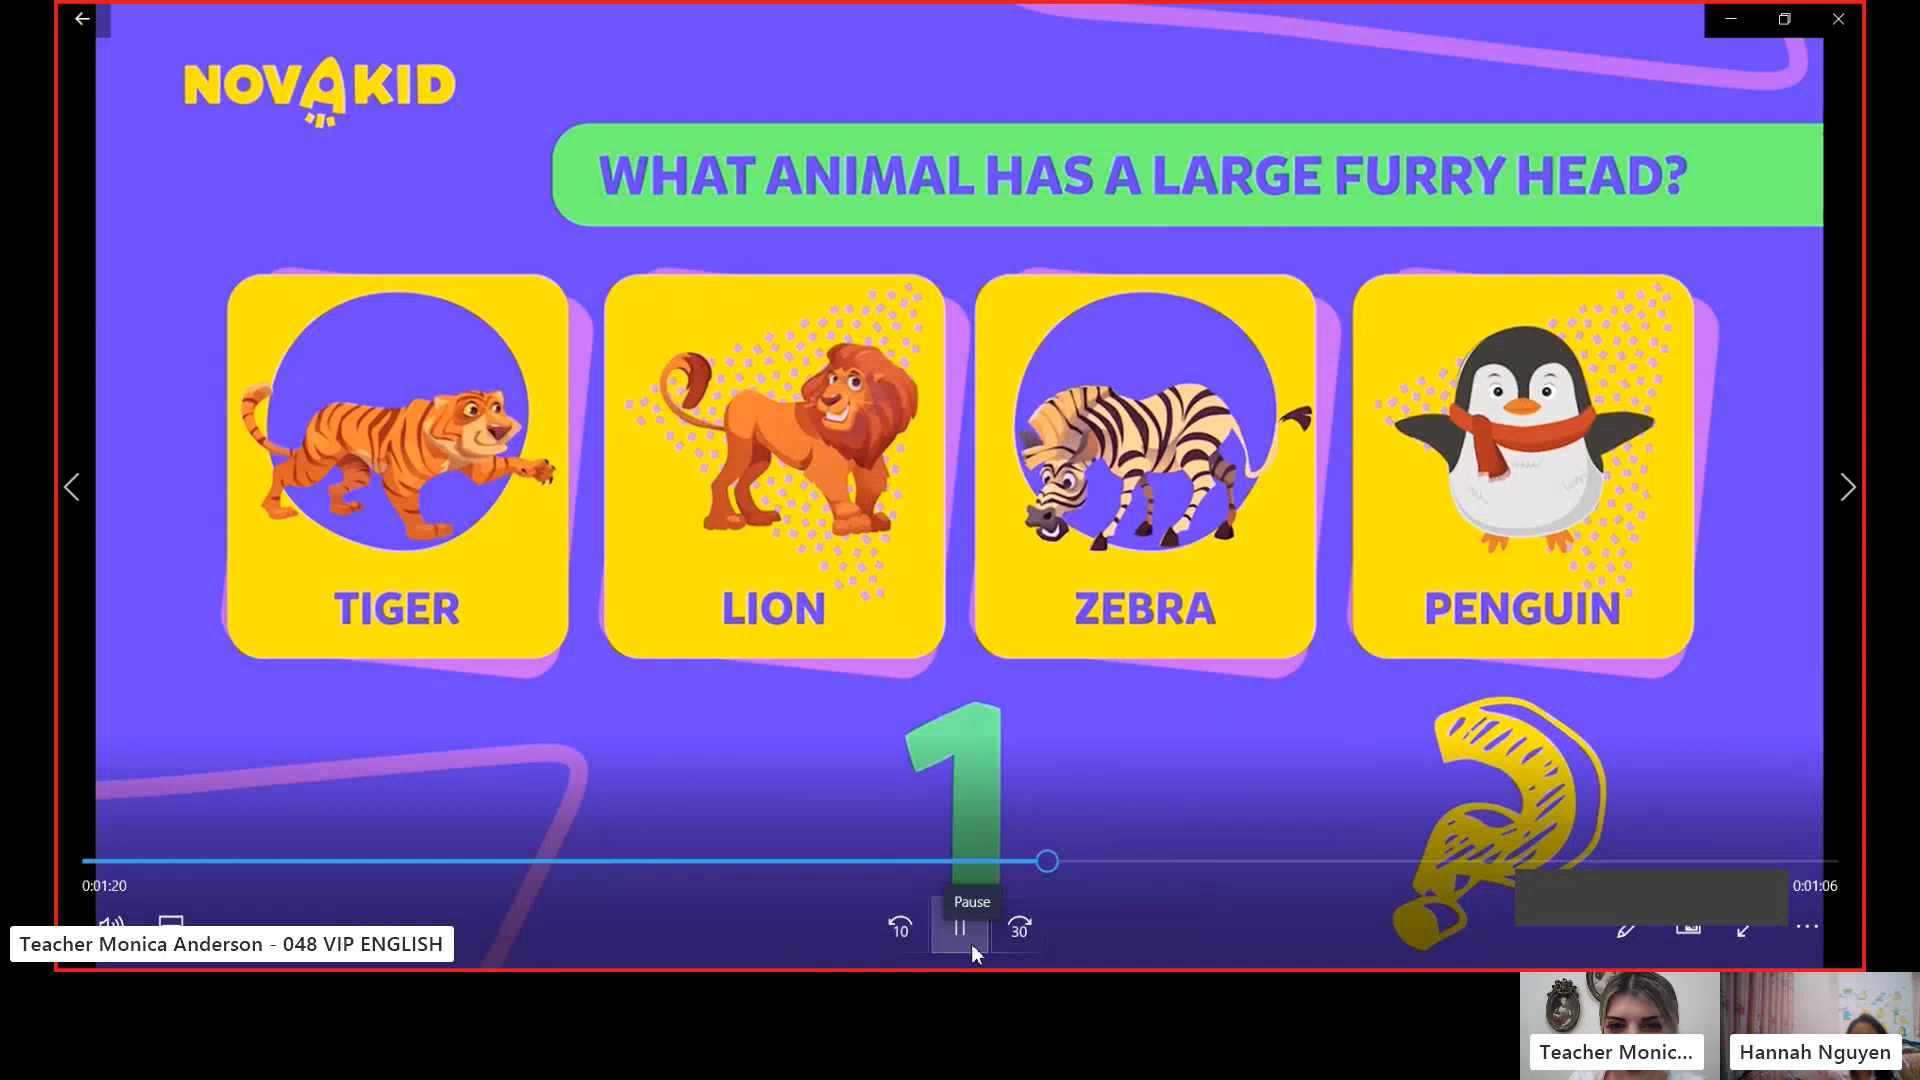 NOVAKID
WHAT ANIMAL HAS A LARGE FURRY HEAD?
TIGER
LION
ZEBRA
PENGUIN
1
0:01:20
0:01:06
Pause
10
30
Teacher Monica Anderson - 048 VIP ENGLISH
Teacher Monic...
Hannah Nguyen